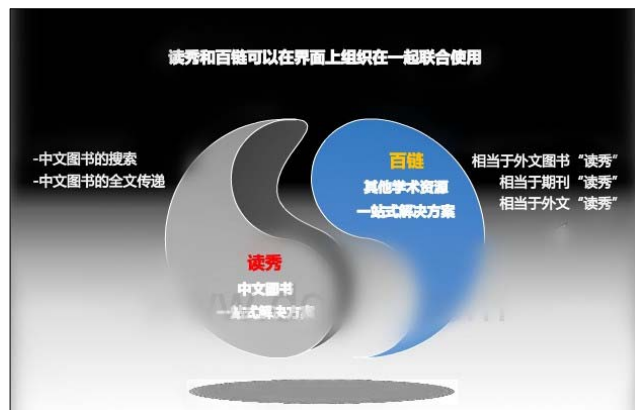 读秀和百链可以在界面上组织在一起联合使用
-中文图书的搜索
-中文图书的全文传递
百链
其他学术资源
一站式解决方案
相当于外文图书“读秀”
相当于期刊“读秀”
相当于外文“读秀”
读秀
中文图书
一站式解决方案